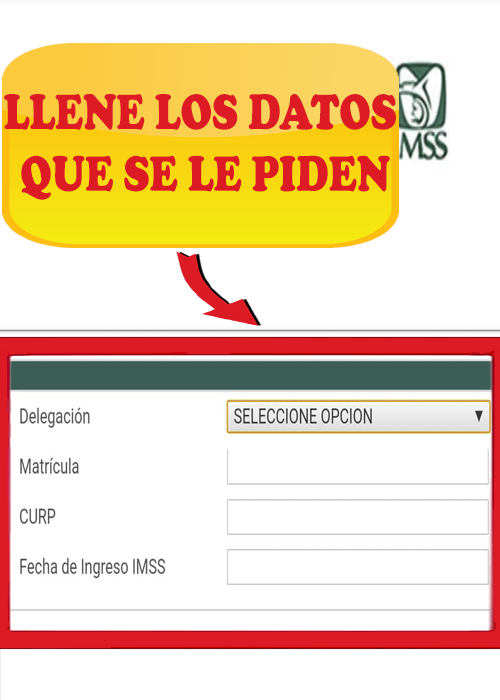 LLENE LOS DATOS
QUE SE LE PIDEN
IMSS
Delegación SELECCIONE OPCION
Matrícula
CURP
Fecha de Ingreso IMSS